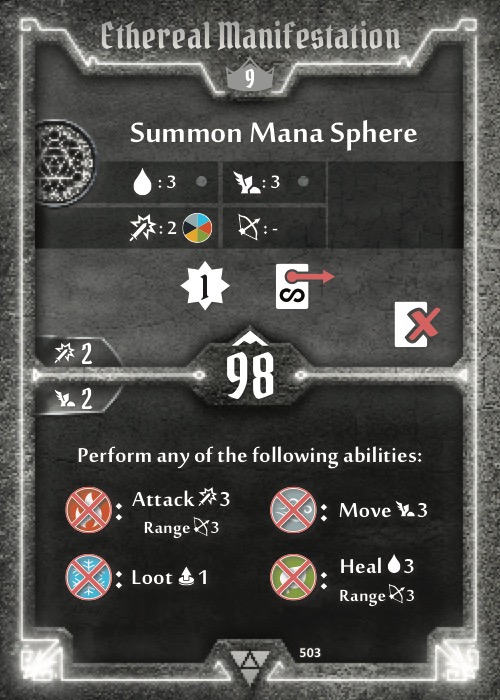 Ethereal Manifestation
9
Summon Mana Sphere
: 3 : 3
: 2 : -
1
2
98
2
Perform any of the following abilities:
: Attack 3
Range 3
: Move 3
: Loot 1
: Heal 3
Range 3
503